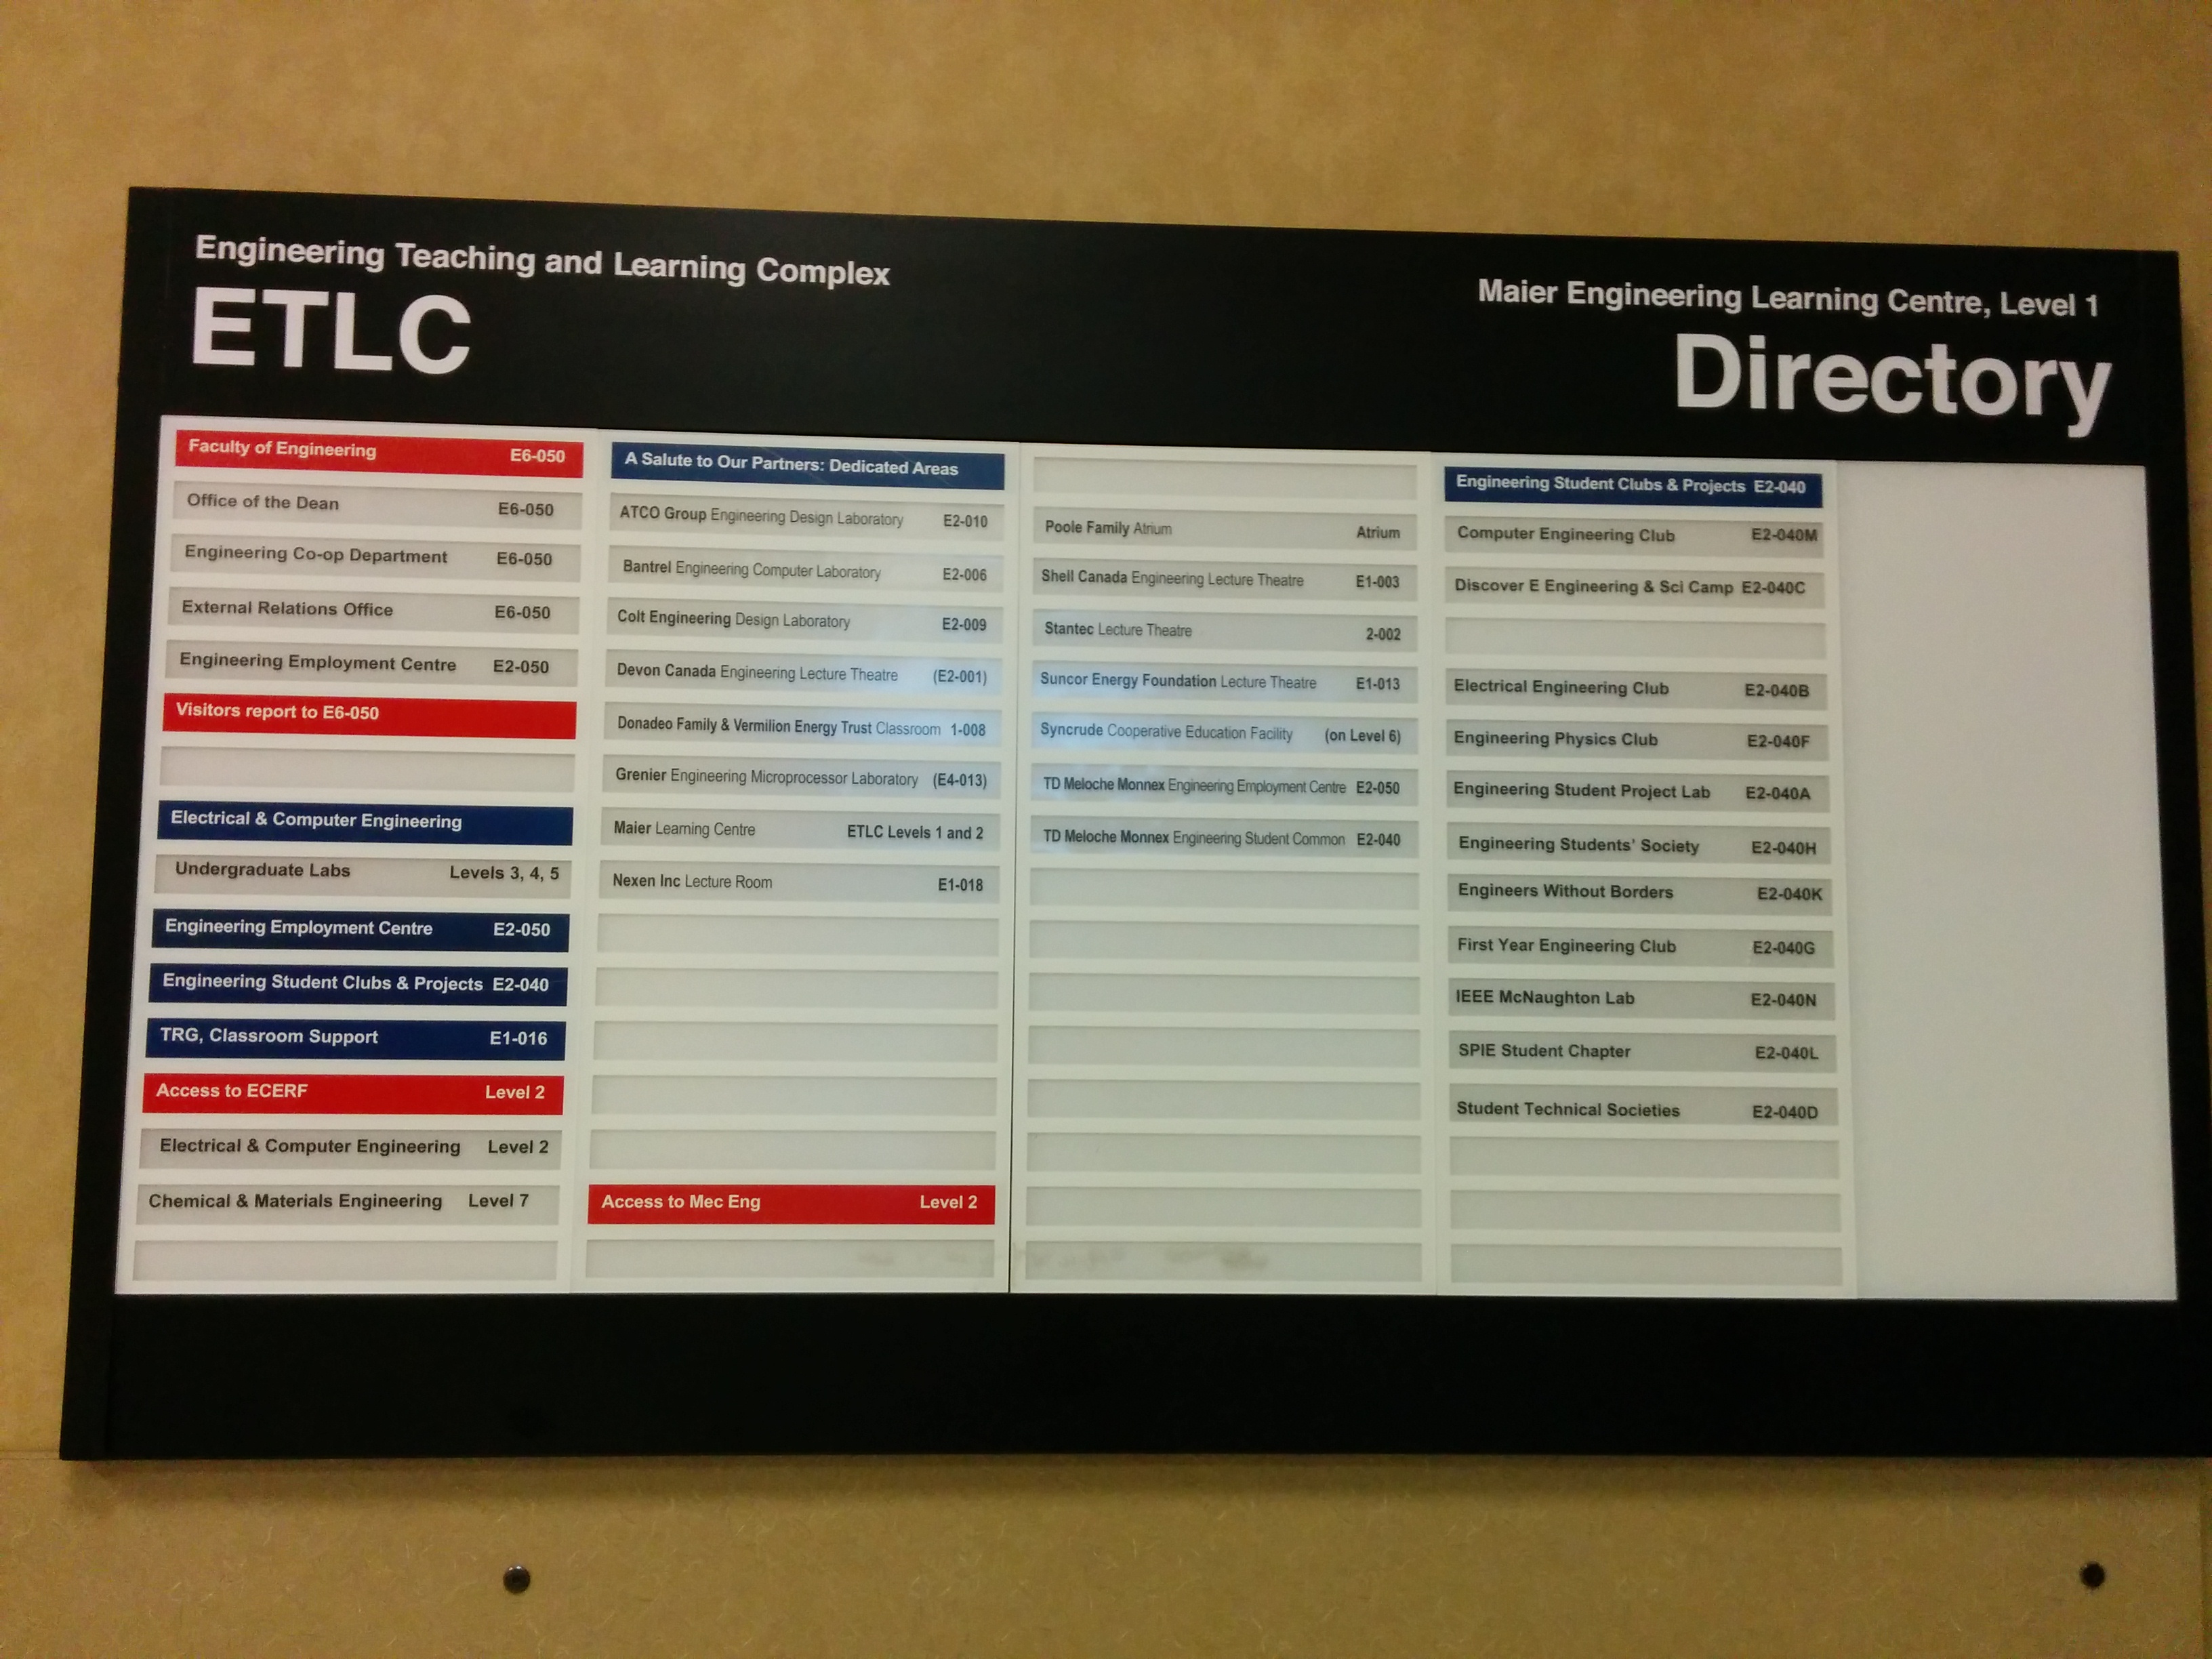 Engineering Teaching and Learning Complex
ETLC
Maier Engineering Learning Centre, Level 1
Directory
Faculty of Engineering E6-050
Office of the Dean E6-050
Engineering Co-op Department E6-050
External Relations Office E6-050
Engineering Employment Centre E2-050
Visitors report to E6-050
Electrical & Computer Engineering
Undergraduate Labs Levels 3, 4, 5
Engineering Employment Centre E2-050
Engineering Student Clubs & Projects E2-040
TRG, Classroom Support E1-016
Access to ECERF Level 2
Electrical & Computer Engineering Level 2
Chemical & Materials Engineering Level 7
A Salute to Our Partners: Dedicated Areas
ATCO Group Engineering Design Laboratory E2-010
Bantrel Engineering Computer Laboratory E2-006
Colt Engineering Design Laboratory E2-009
Devon Canada Engineering Lecture Theatre (E2-001)
Donadeo Family & Vermilion Energy Trust Classroom 1-008
Grenier Engineering Microprocessor Laboratory (E4-013)
Maier Learning Centre ETLC Levels 1 and 2
Nexen Inc Lecture Room E1-018
Access to Mec Eng Level 2
Poole Family Atrium Atrium
Shell Canada Engineering Lecture Theatre E1-003
Stantec Lecture Theatre 2-002
Suncor Energy Foundation Lecture Theatre E1-013
Syncrude Cooperative Education Facility (on Level 6)
TD Meloche Monnex Engineering Employment Centre E2-050
TD Meloche Monnex Engineering Student Common E2-040
Engineering Student Clubs & Projects E2-040
Computer Engineering Club E2-040M
Discover E Engineering & Sci Camp E2-040C
Electrical Engineering Club E2-040B
Engineering Physics Club E2-040F
Engineering Student Project Lab E2-040A
Engineering Students' Society E2-040H
Engineers Without Borders E2-040K
First Year Engineering Club E2-040G
IEEE McNaughton Lab E2-040N
SPIE Student Chapter E2-040L
Student Technical Societies E2-040D